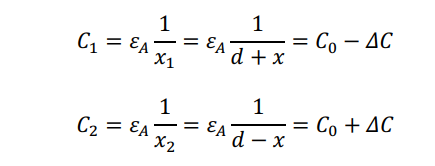 C₁ = ε_A 1/x₁ = ε_A 1/(d + x) = C₀ − ΔC
C₂ = ε_A 1/x₂ = ε_A 1/(d − x) = C₀ + ΔC